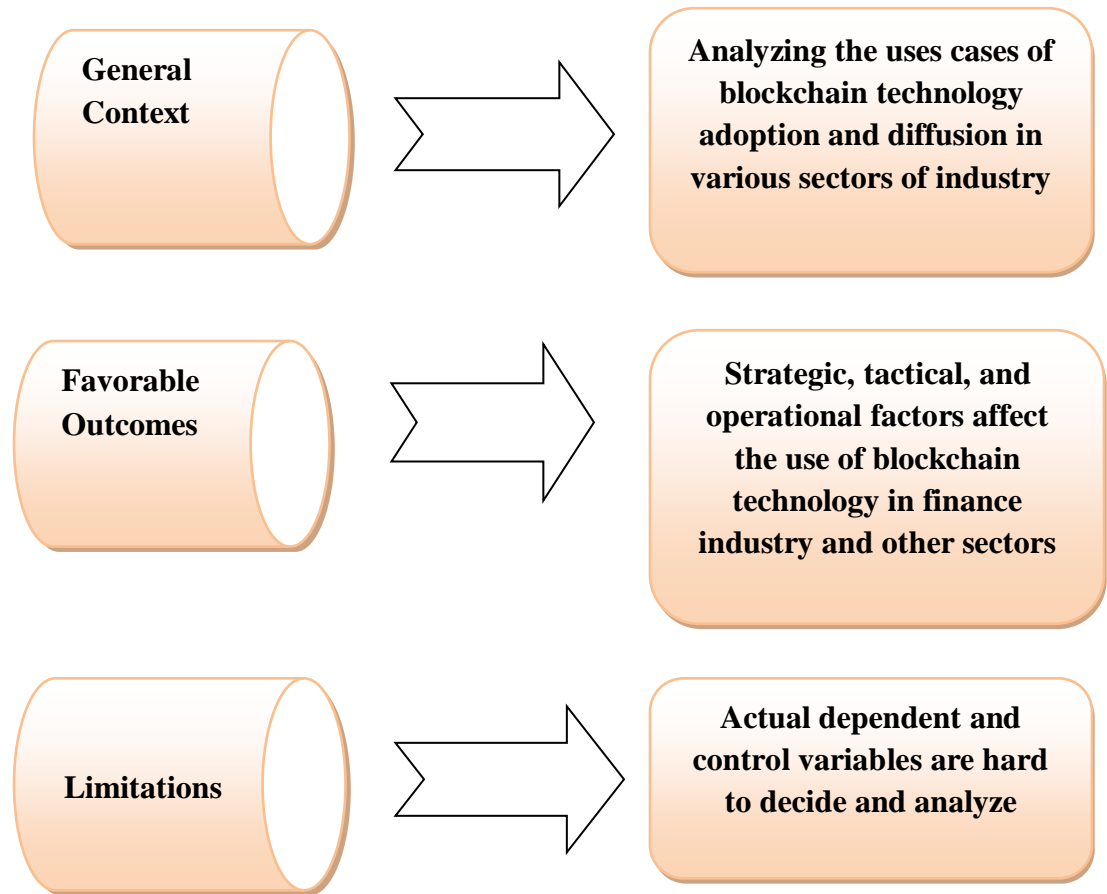 General
Context
Analyzing the uses cases of
blockchain technology
adoption and diffusion in
various sectors of industry
Favorable
Outcomes
Strategic, tactical, and
operational factors affect
the use of blockchain
technology in finance
industry and other sectors
Limitations
Actual dependent and
control variables are hard
to decide and analyze